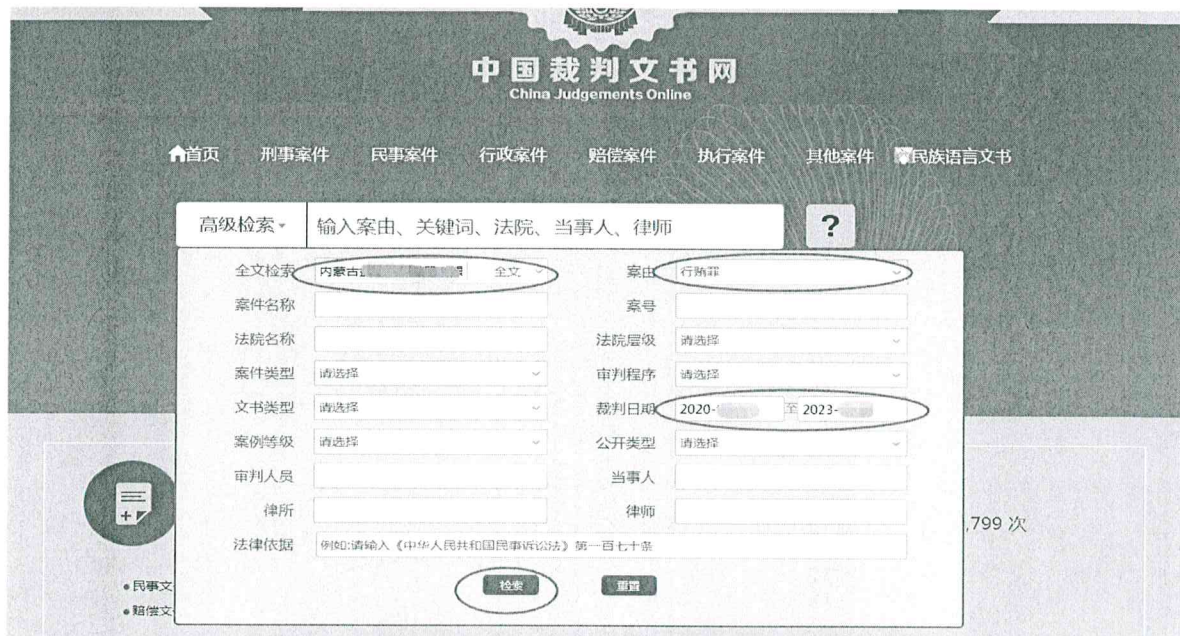 中国裁判文书网
China Judgements Online
首页 刑事案件 民事案件 行政案件 赔偿案件 执行案件 其他案件 民族语言文书
高级检索 输入案由、关键词、法院、当事人、律师 ?
全文检索 内蒙古 全文 案由 行贿罪
案件名称 案号
法院名称 法院层级 请选择
案件类型 请选择 审判程序 请选择
文书类型 请选择 裁判日期 2020- 至 2023-
案例等级 请选择 公开类型 请选择
审判人员 当事人
律所 律师
,799 次
法律依据 例如:请输入《中华人民共和国民事诉讼法》第一百七十条
检索 重置
•民事文
•赔偿文